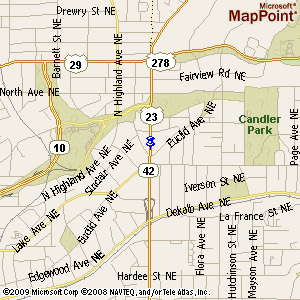 Drewry St NE
Microsoft
MapPoint
Barnett St NE
N Highland Ave NE
29
278
Fairview Rd NE
North Ave NE
23
Euclid Ave NE
Candler
Park
Page Ave NE
10
N Highland Ave NE
Sinclair Ave NE
42
Iverson St NE
Dekalb Ave NE
La France St NE
Lake Ave NE
Euclid Ave NE
Edgewood Ave NE
Hardee St NE
Flora Ave NE
Hutchinson St NE
Mayson Ave NE
©2009 Microsoft Corp ©2008 NAVTEQ, and/or Tele Atlas, Inc.